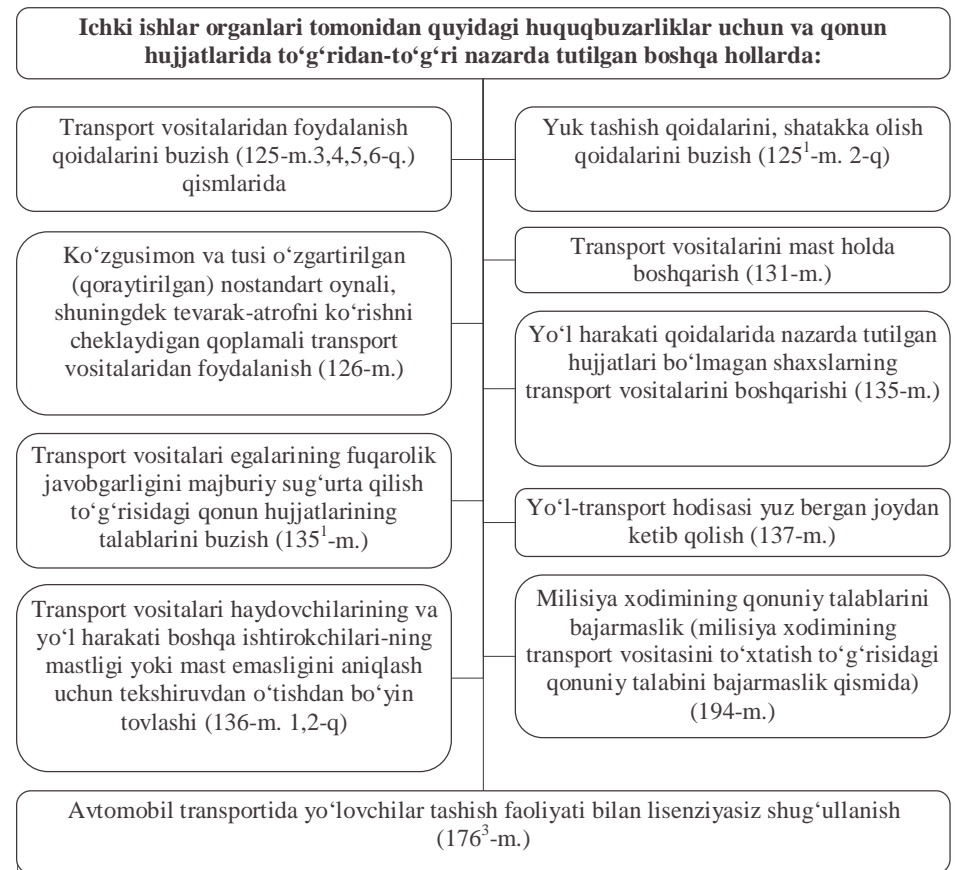 Ichki ishlar organlari tomonidan quyidagi huquqbuzarliklar uchun va qonun
hujjatlarida to‘g‘ridan-to‘g‘ri nazarda tutilgan boshqa hollarda:
Transport vositalaridan foydalanish
qoidalarini buzish (125-m.3,4,5,6-q.)
qismlarida
Yuk tashish qoidalarini, shatakka olish
qoidalarini buzish (125¹-m. 2-q)
Ko‘zgusimon va tusi o‘zgartirilgan
(qoraytirilgan) nostandart oynali,
shuningdek tevarak-atrofni ko‘rishni
cheklaydigan qoplamali transport
vositalaridan foydalanish (126-m.)
Transport vositalarini mast holda
boshqarish (131-m.)
Yo‘l harakati qoidalarida nazarda tutilgan
hujjatlari bo‘lmagan shaxslarning
transport vositalarini boshqarishi (135-m.)
Transport vositalari egalarining fuqarolik
javobgarligini majburiy sug‘urta qilish
to‘g‘risidagi qonun hujjatlarining
talablarini buzish (135¹-m.)
Yo‘l-transport hodisasi yuz bergan joydan
ketib qolish (137-m.)
Transport vositalari haydovchilarining va
yo‘l harakati boshqa ishtirokchilari-ning
mastligi yoki mast emasligini aniqlash
uchun tekshiruvdan o‘tishdan bo‘yin
tovlashi (136-m. 1,2-q)
Milisiya xodimining qonuniy talablarini
bajarmaslik (milisiya xodimining
transport vositasini to‘xtatish to‘g‘risidagi
qonuniy talabini bajarmaslik qismida)
(194-m.)
Avtomobil transportida yo‘lovchilar tashish faoliyati bilan lisenziyasiz shug‘ullanish
(176³-m.)